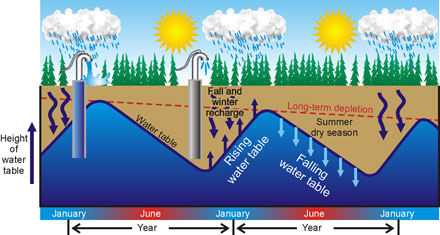 Fall and
winter
recharge
Long-term depletion
Summer
dry season
Water table
Rising
water table
Falling
water table
Height of
water
table
January
June
January
June
January
Year
Year